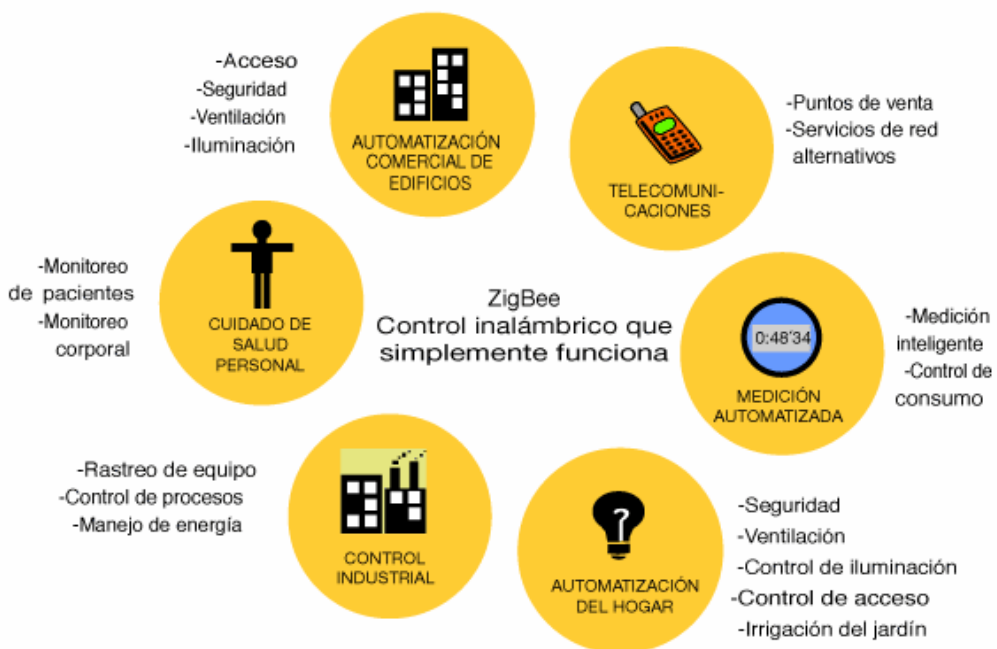 -Acceso
-Seguridad
-Ventilación
-Iluminación
AUTOMATIZACIÓN
COMERCIAL DE
EDIFICIOS
TELECOMUNI-
CACIONES
-Puntos de venta
-Servicios de red
alternativos
-Monitoreo
de pacientes
-Monitoreo
corporal
CUIDADO DE
SALUD
PERSONAL
ZigBee
Control inalámbrico que
simplemente funciona
0:48'34
MEDICIÓN
AUTOMATIZADA
-Medición
inteligente
-Control de
consumo
-Rastreo de equipo
-Control de procesos
-Manejo de energía
CONTROL
INDUSTRIAL
?
AUTOMATIZACIÓN
DEL HOGAR
-Seguridad
-Ventilación
-Control de iluminación
-Control de acceso
-Irrigación del jardín